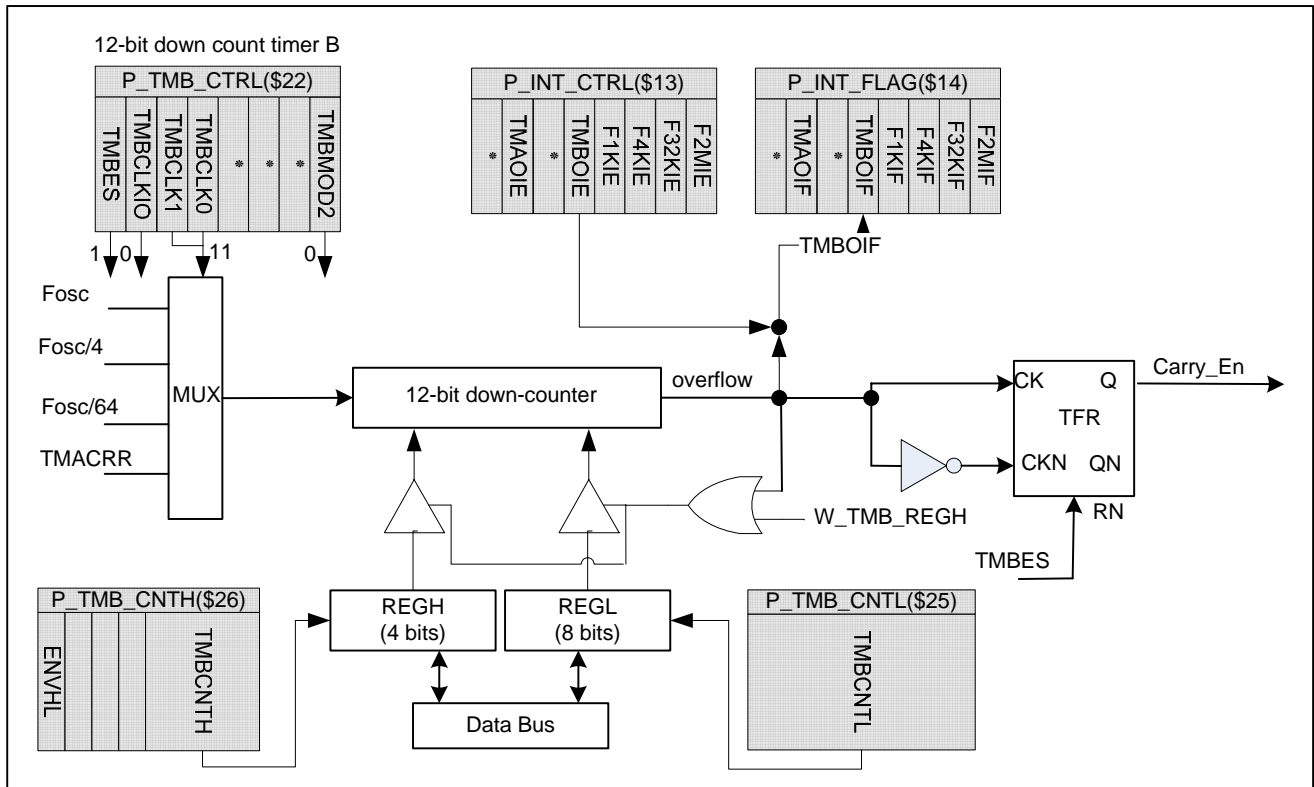 12-bit down count timer B
P_TMB_CTRL($22)
TMBES
TMBCLKIO
TMBCLK1
TMBCLK0
*
*
*
TMBMOD2
P_INT_CTRL($13)
*
TMAOIE
*
TMBOIE
F1KIE
F4KIE
F32KIE
F2MIE
P_INT_FLAG($14)
*
TMAOIF
*
TMBOIF
F1KIF
F4KIF
F32KIF
F2MIF
1
0
11
0
TMBOIF
Fosc
Fosc/4
Fosc/64
TMACRR
MUX
12-bit down-counter
overflow
CK
Q
TFR
CKN
QN
RN
Carry_En
W_TMB_REGH
TMBES
P_TMB_CNTH($26)
ENVHL
TMBCNTH
REGH
(4 bits)
REGL
(8 bits)
Data Bus
P_TMB_CNTL($25)
TMBCNTL